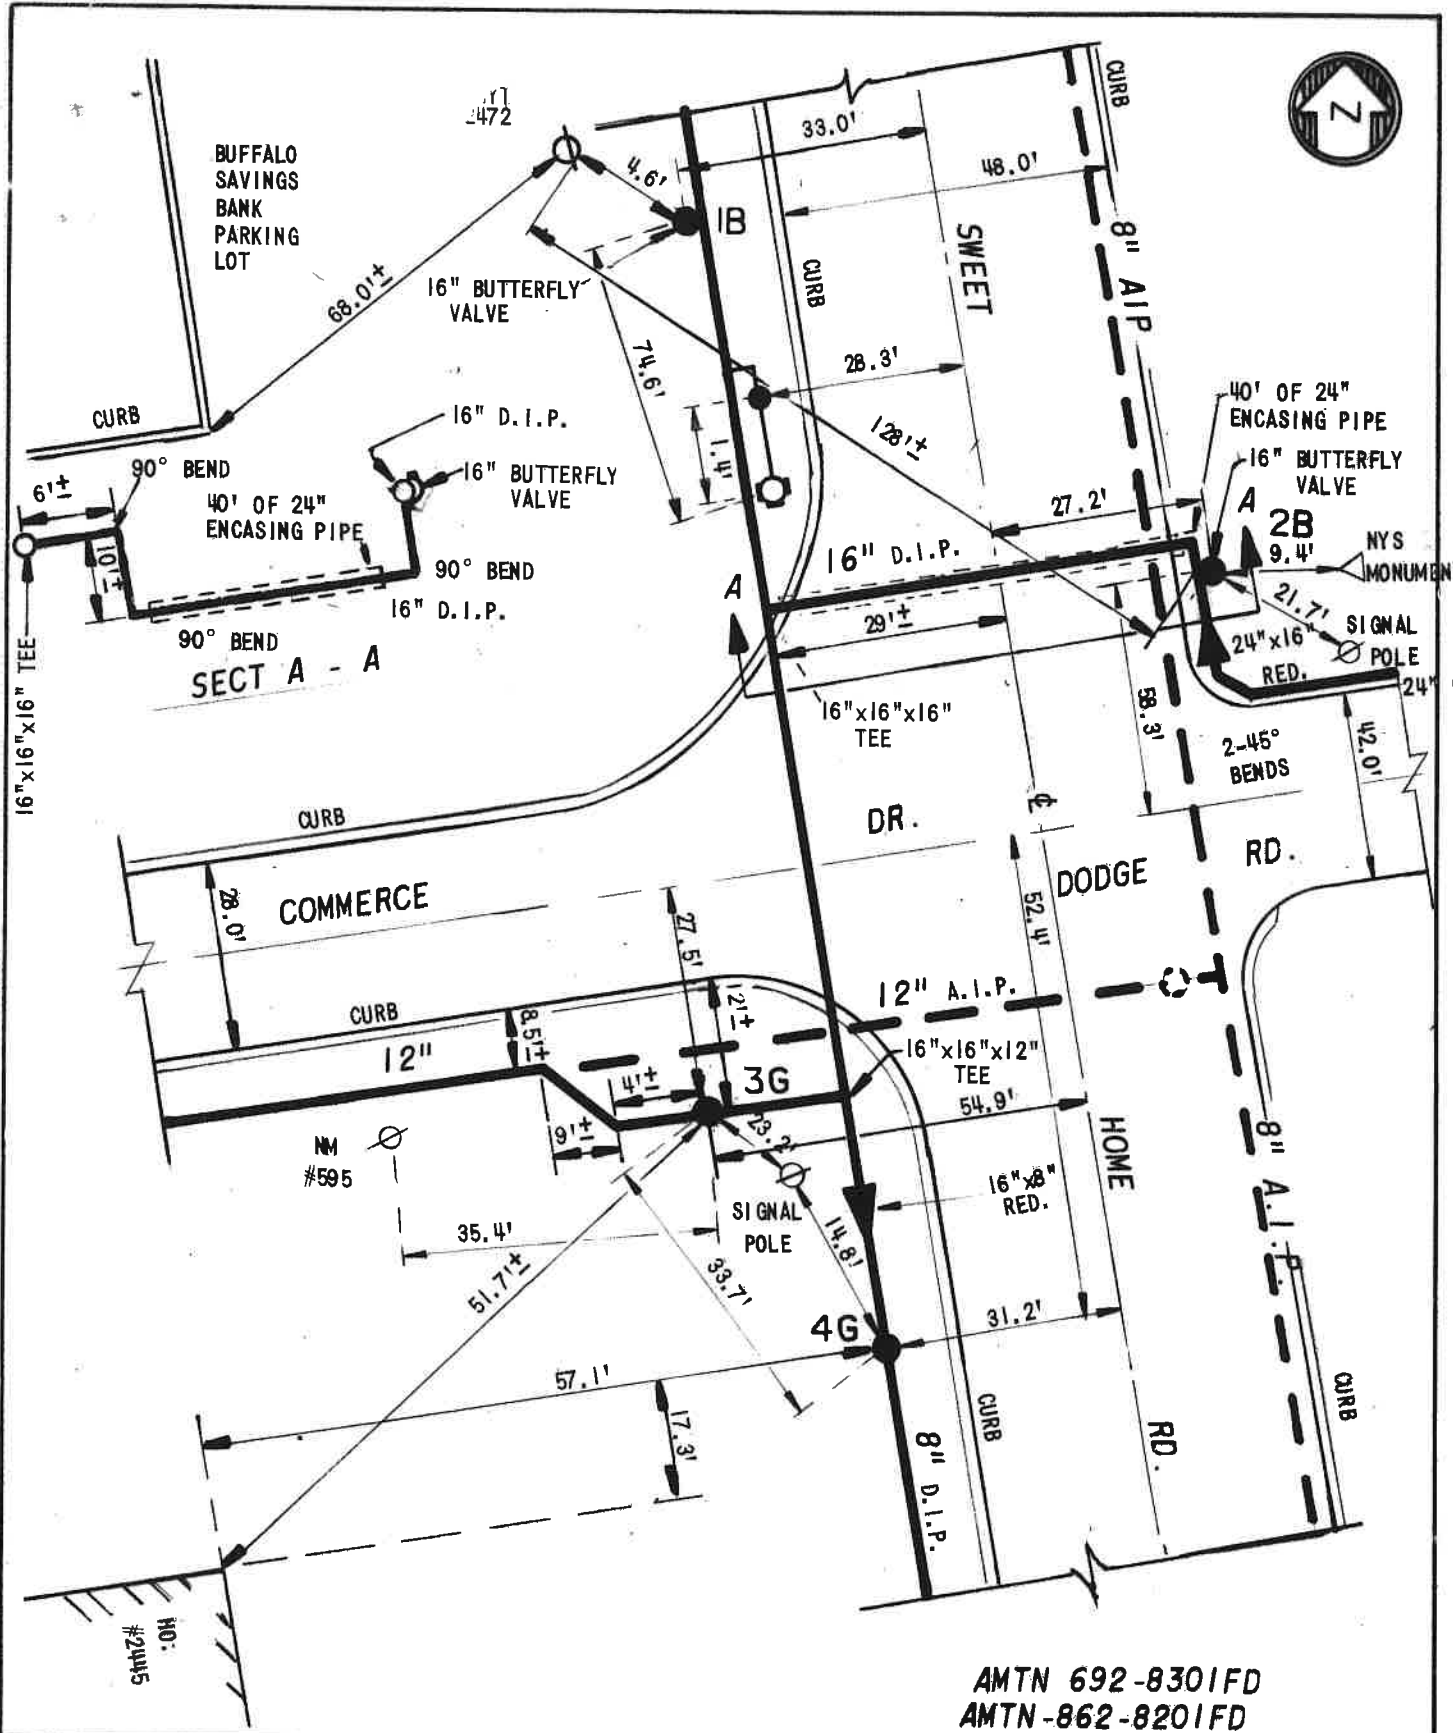 CURB
N
33.0'
2472
4.6'
48.0'
BUFFALO
SAVINGS
BANK
PARKING
LOT
1B
8" AIP
SWEET
CURB
68.0'±
16" BUTTERFLY
VALVE
74.6'
28.3'
40' OF 24"
ENCASING PIPE
CURB
16" D.I.P.
128'±
1.4'
16" BUTTERFLY
VALVE
90° BEND
6'±
16" BUTTERFLY
VALVE
40' OF 24"
ENCASING PIPE
27.2'
A
2B
9.4'
NYS
MONUMEN
10'±
90° BEND
16" D.I.P.
16" D.I.P.
A
21.7'
90° BEND
SECT A - A
29'±
24"x16"
RED.
SIGNAL
POLE
24"
16"x16"x16" TEE
16"x16"x16"
TEE
58.3'
2-45°
BENDS
42.0'
CURB
℄
DR.
RD.
DODGE
COMMERCE
28.0'
27.5'
52.4'
12" A.I.P.
CURB
8.5'±
2'±
12"
16"x16"x12"
TEE
3G
4'±
54.9'
9'±
23.2'
HOME
8" A.I.P.
NM
#595
16"x8"
RED.
SIGNAL
POLE
35.4'
14.8'
51.7'±
33.7'
4G
31.2'
57.1'
17.3'
CURB
CURB
8" D.I.P.
RD.
HO:
#2445
AMTN 692-8301FD
AMTN-862-8201FD